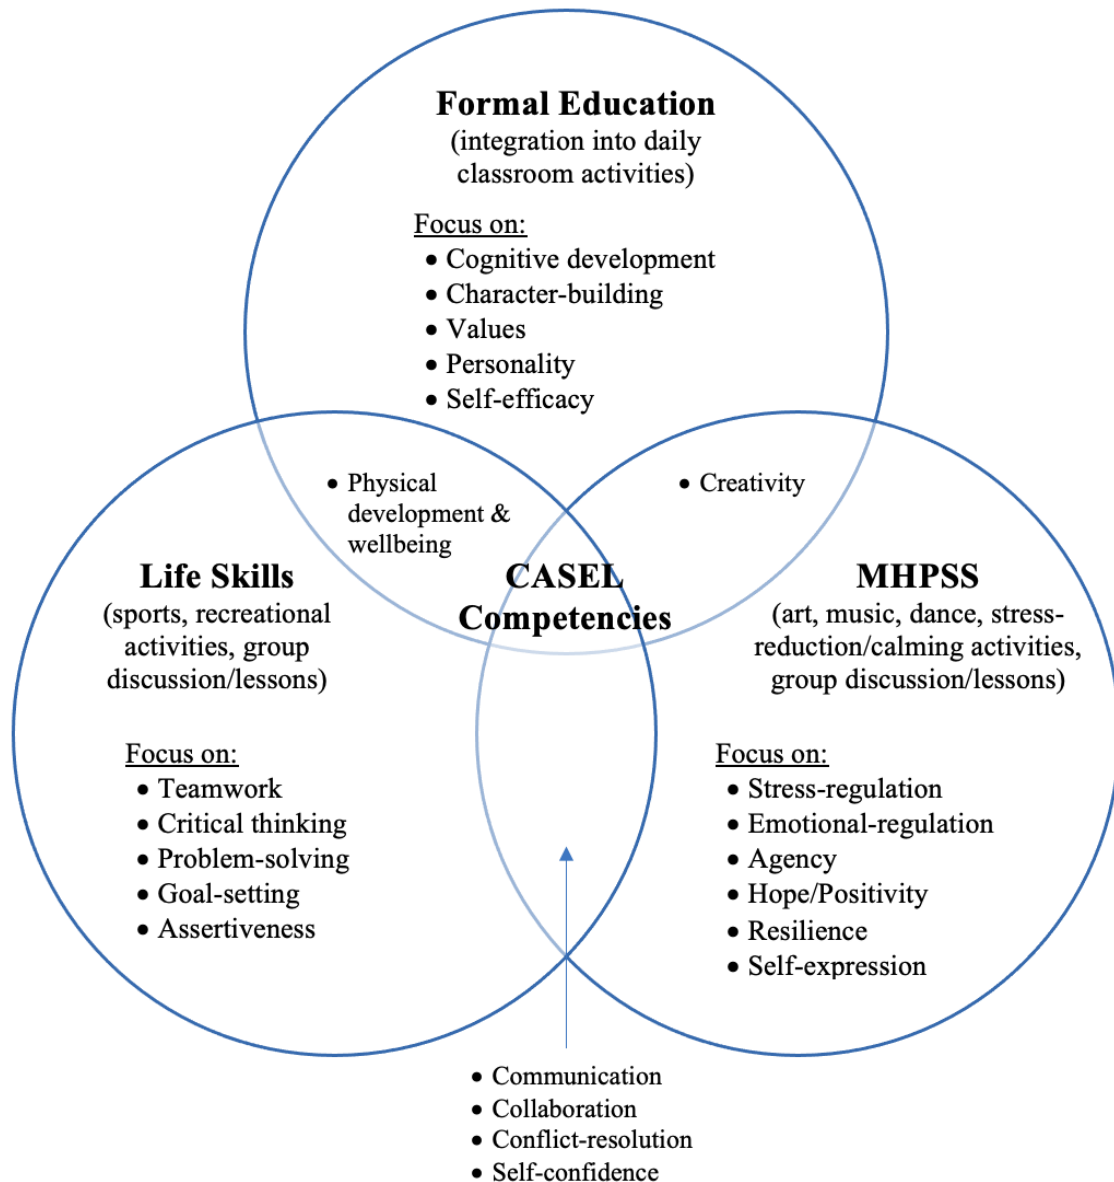 Formal Education
(integration into daily
classroom activities)
Focus on:
• Cognitive development
• Character-building
• Values
• Personality
• Self-efficacy
• Physical
development &
wellbeing
• Creativity
CASEL
Competencies
Life Skills
(sports, recreational
activities, group
discussion/lessons)
Focus on:
• Teamwork
• Critical thinking
• Problem-solving
• Goal-setting
• Assertiveness
MHPSS
(art, music, dance, stress-
reduction/calming activities,
group discussion/lessons)
Focus on:
• Stress-regulation
• Emotional-regulation
• Agency
• Hope/Positivity
• Resilience
• Self-expression
• Communication
• Collaboration
• Conflict-resolution
• Self-confidence